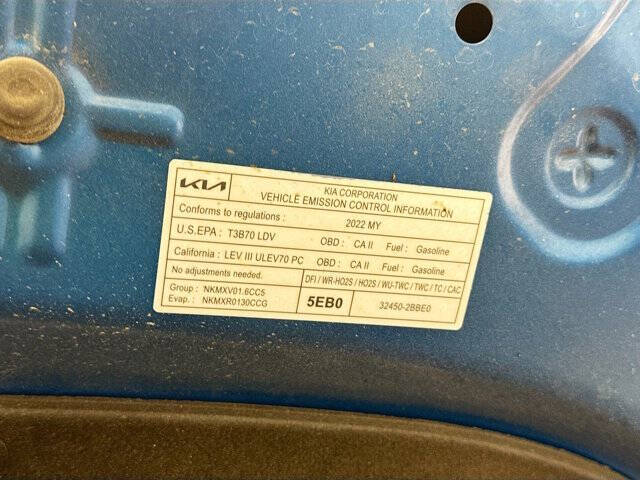 KIA
KIA CORPORATION
VEHICLE EMISSION CONTROL INFORMATION
Conforms to regulations : 2022 MY
U.S.EPA : T3B70 LDV OBD : CA II Fuel : Gasoline
California : LEV III ULEV70 PC OBD : CA II Fuel : Gasoline
No adjustments needed. DFI / WR-HO2S / HO2S / WU-TWC / TWC / TC / CAC
Group : NKMXV01.6CC5
Evap. : NKMXR0130CCG
5EB0 32450-2BBE0